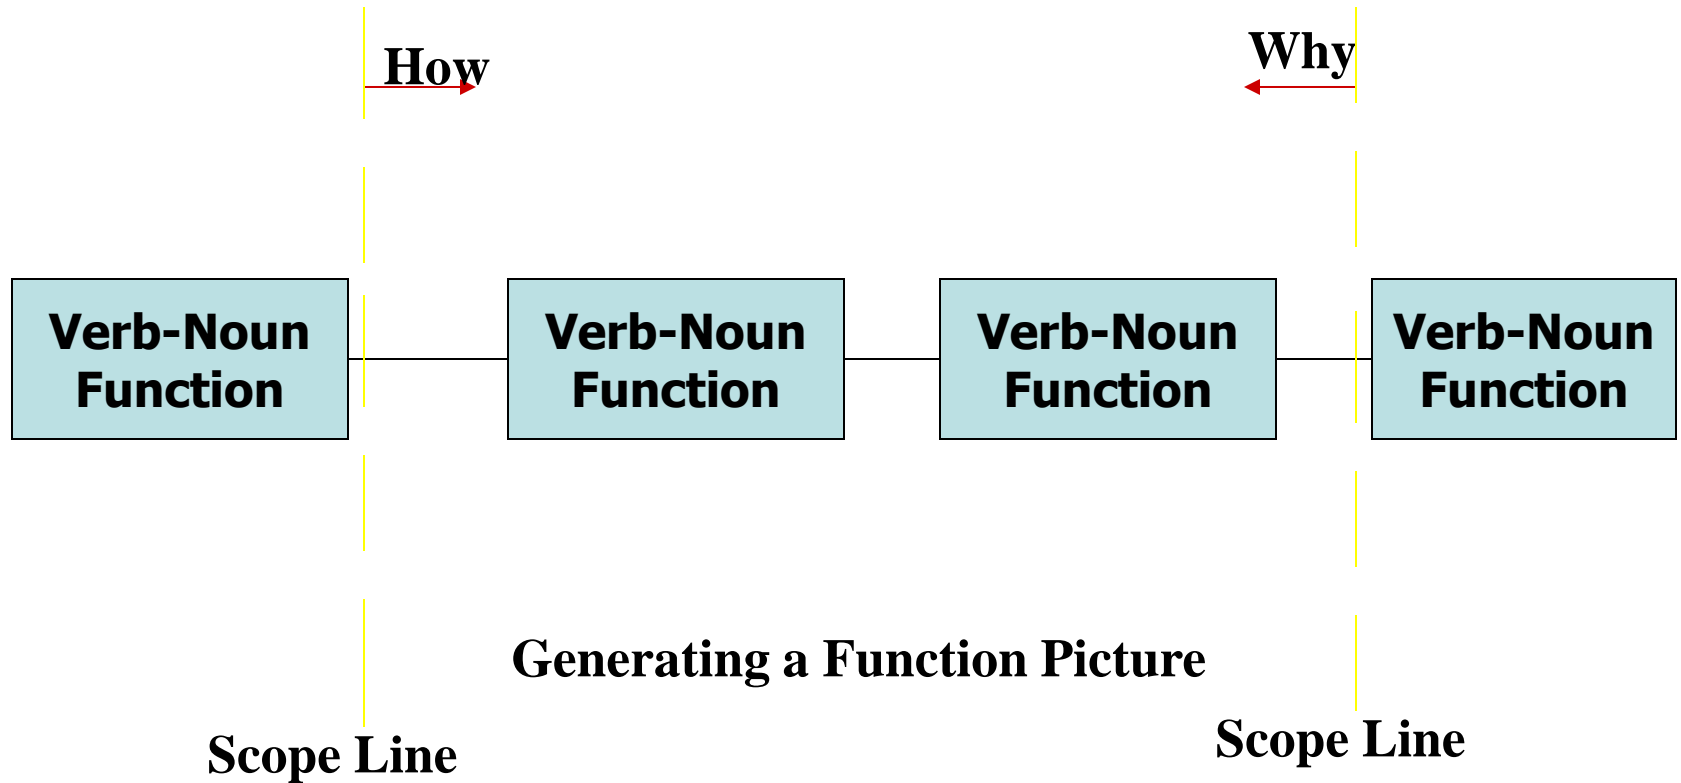 How
Why
Verb-Noun
Function
Verb-Noun
Function
Verb-Noun
Function
Verb-Noun
Function
Generating a Function Picture
Scope Line
Scope Line